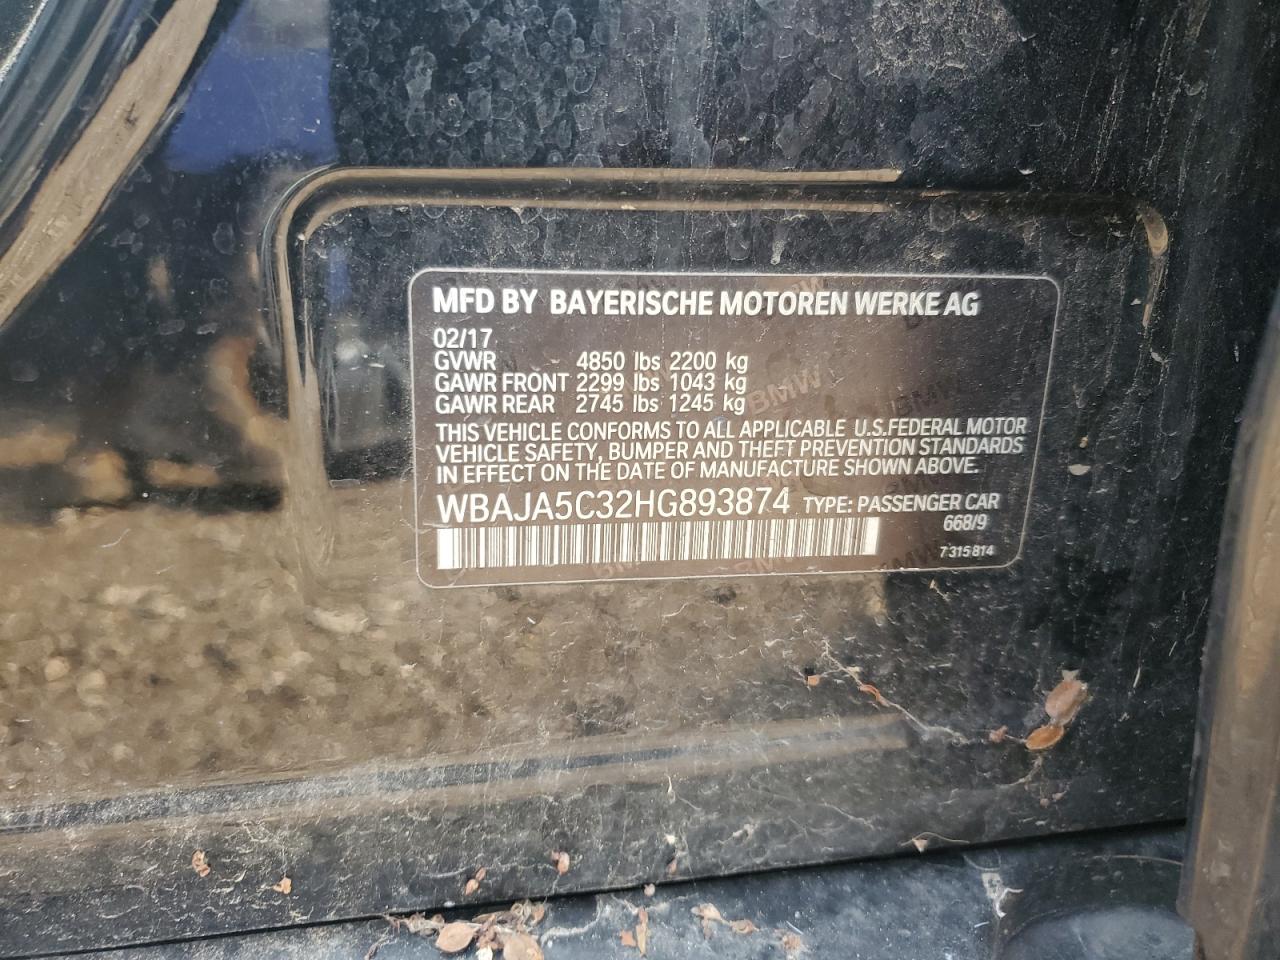 MFD BY BAYERISCHE MOTOREN WERKE AG
02/17
GVWR 4850 lbs 2200 kg
GAWR FRONT 2299 lbs 1043 kg
GAWR REAR 2745 lbs 1245 kg
THIS VEHICLE CONFORMS TO ALL APPLICABLE U.S.FEDERAL MOTOR
VEHICLE SAFETY, BUMPER AND THEFT PREVENTION STANDARDS
IN EFFECT ON THE DATE OF MANUFACTURE SHOWN ABOVE.
WBAJA5C32HG893874 TYPE: PASSENGER CAR
668/9
7 315 814